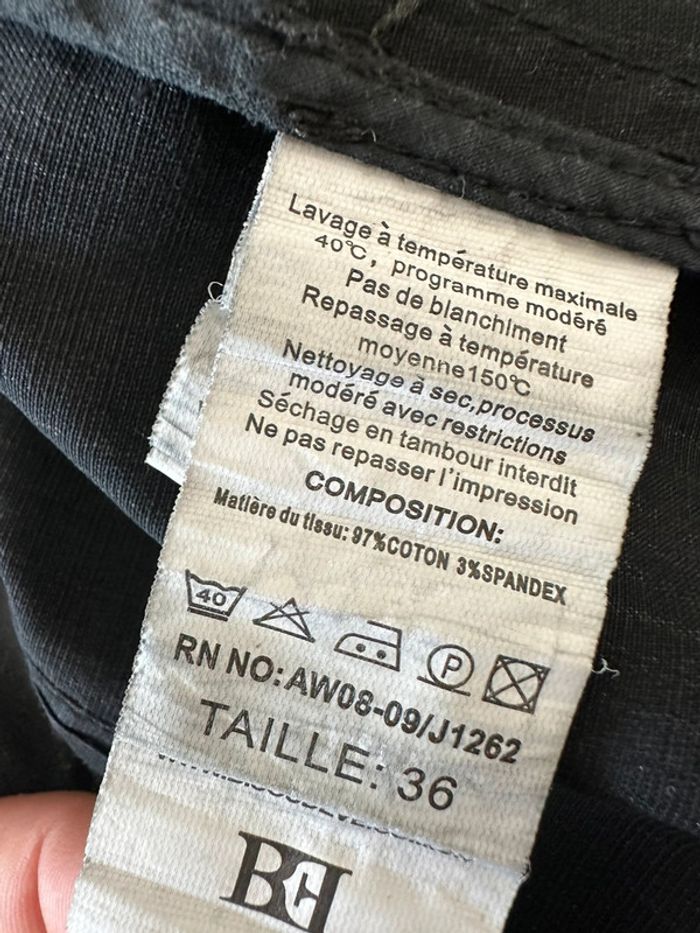 Lavage à température maximale
40°C, programme modéré
Pas de blanchIment
Repassage à température
moyenne150°C
Nettoyage à sec,processus
modéré avec restrictions
Séchage en tambour interdit
Ne pas repasser l'impression
COMPOSITION:
Matière du tissu: 97%COTON 3%SPANDEX
40 P
RN NO:AW08-09/J1262
TAILLE: 36